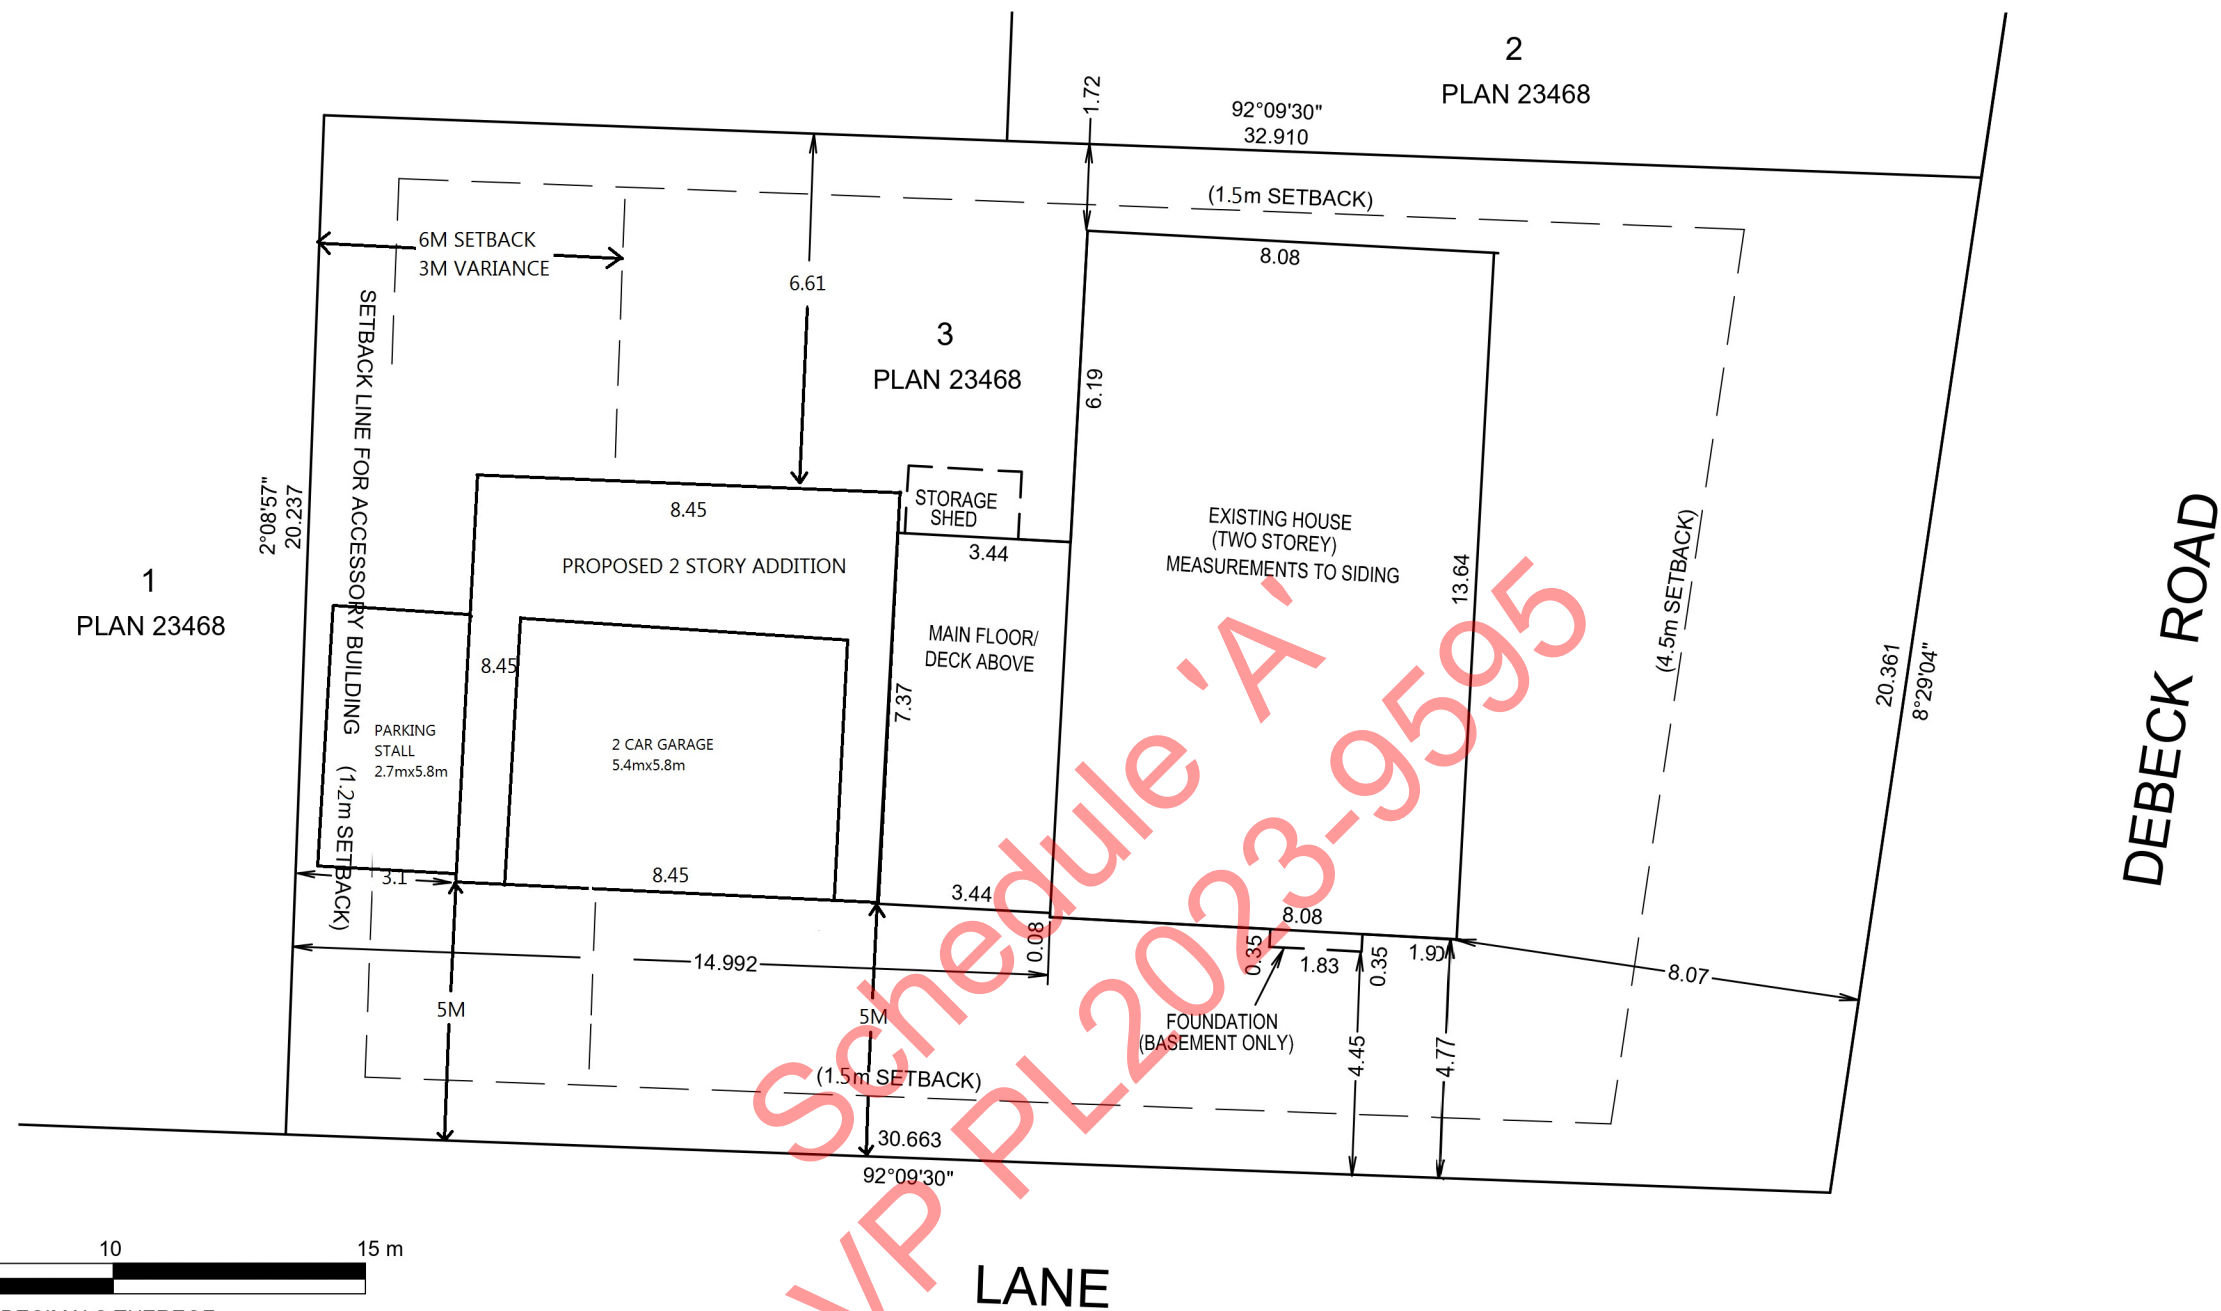 2
PLAN 23468
1.72
92°09'30"
32.910
(1.5m SETBACK)
6M SETBACK
3M VARIANCE
8.08
6.61
SETBACK LINE FOR ACCESSORY BUILDING (1.2m SETBACK)
3
PLAN 23468
6.19
2°08'57"
20.237
8.45
STORAGE
SHED
3.44
EXISTING HOUSE
(TWO STOREY)
MEASUREMENTS TO SIDING
13.64
(4.5m SETBACK)
DEBECK ROAD
PROPOSED 2 STORY ADDITION
1
PLAN 23468
MAIN FLOOR/
DECK ABOVE
8.45
7.37
20.361
8°29'04"
PARKING
STALL
2.7mx5.8m
2 CAR GARAGE
5.4mx5.8m
3.1
8.45
3.44
8.08
0.08
0.35
1.83
0.35
1.90
14.992
8.07
5M
5M
FOUNDATION
(BASEMENT ONLY)
4.45
4.77
(1.5m SETBACK)
30.663
92°09'30"
Schedule 'A'
VP PL2023-9595
10 15 m
LANE